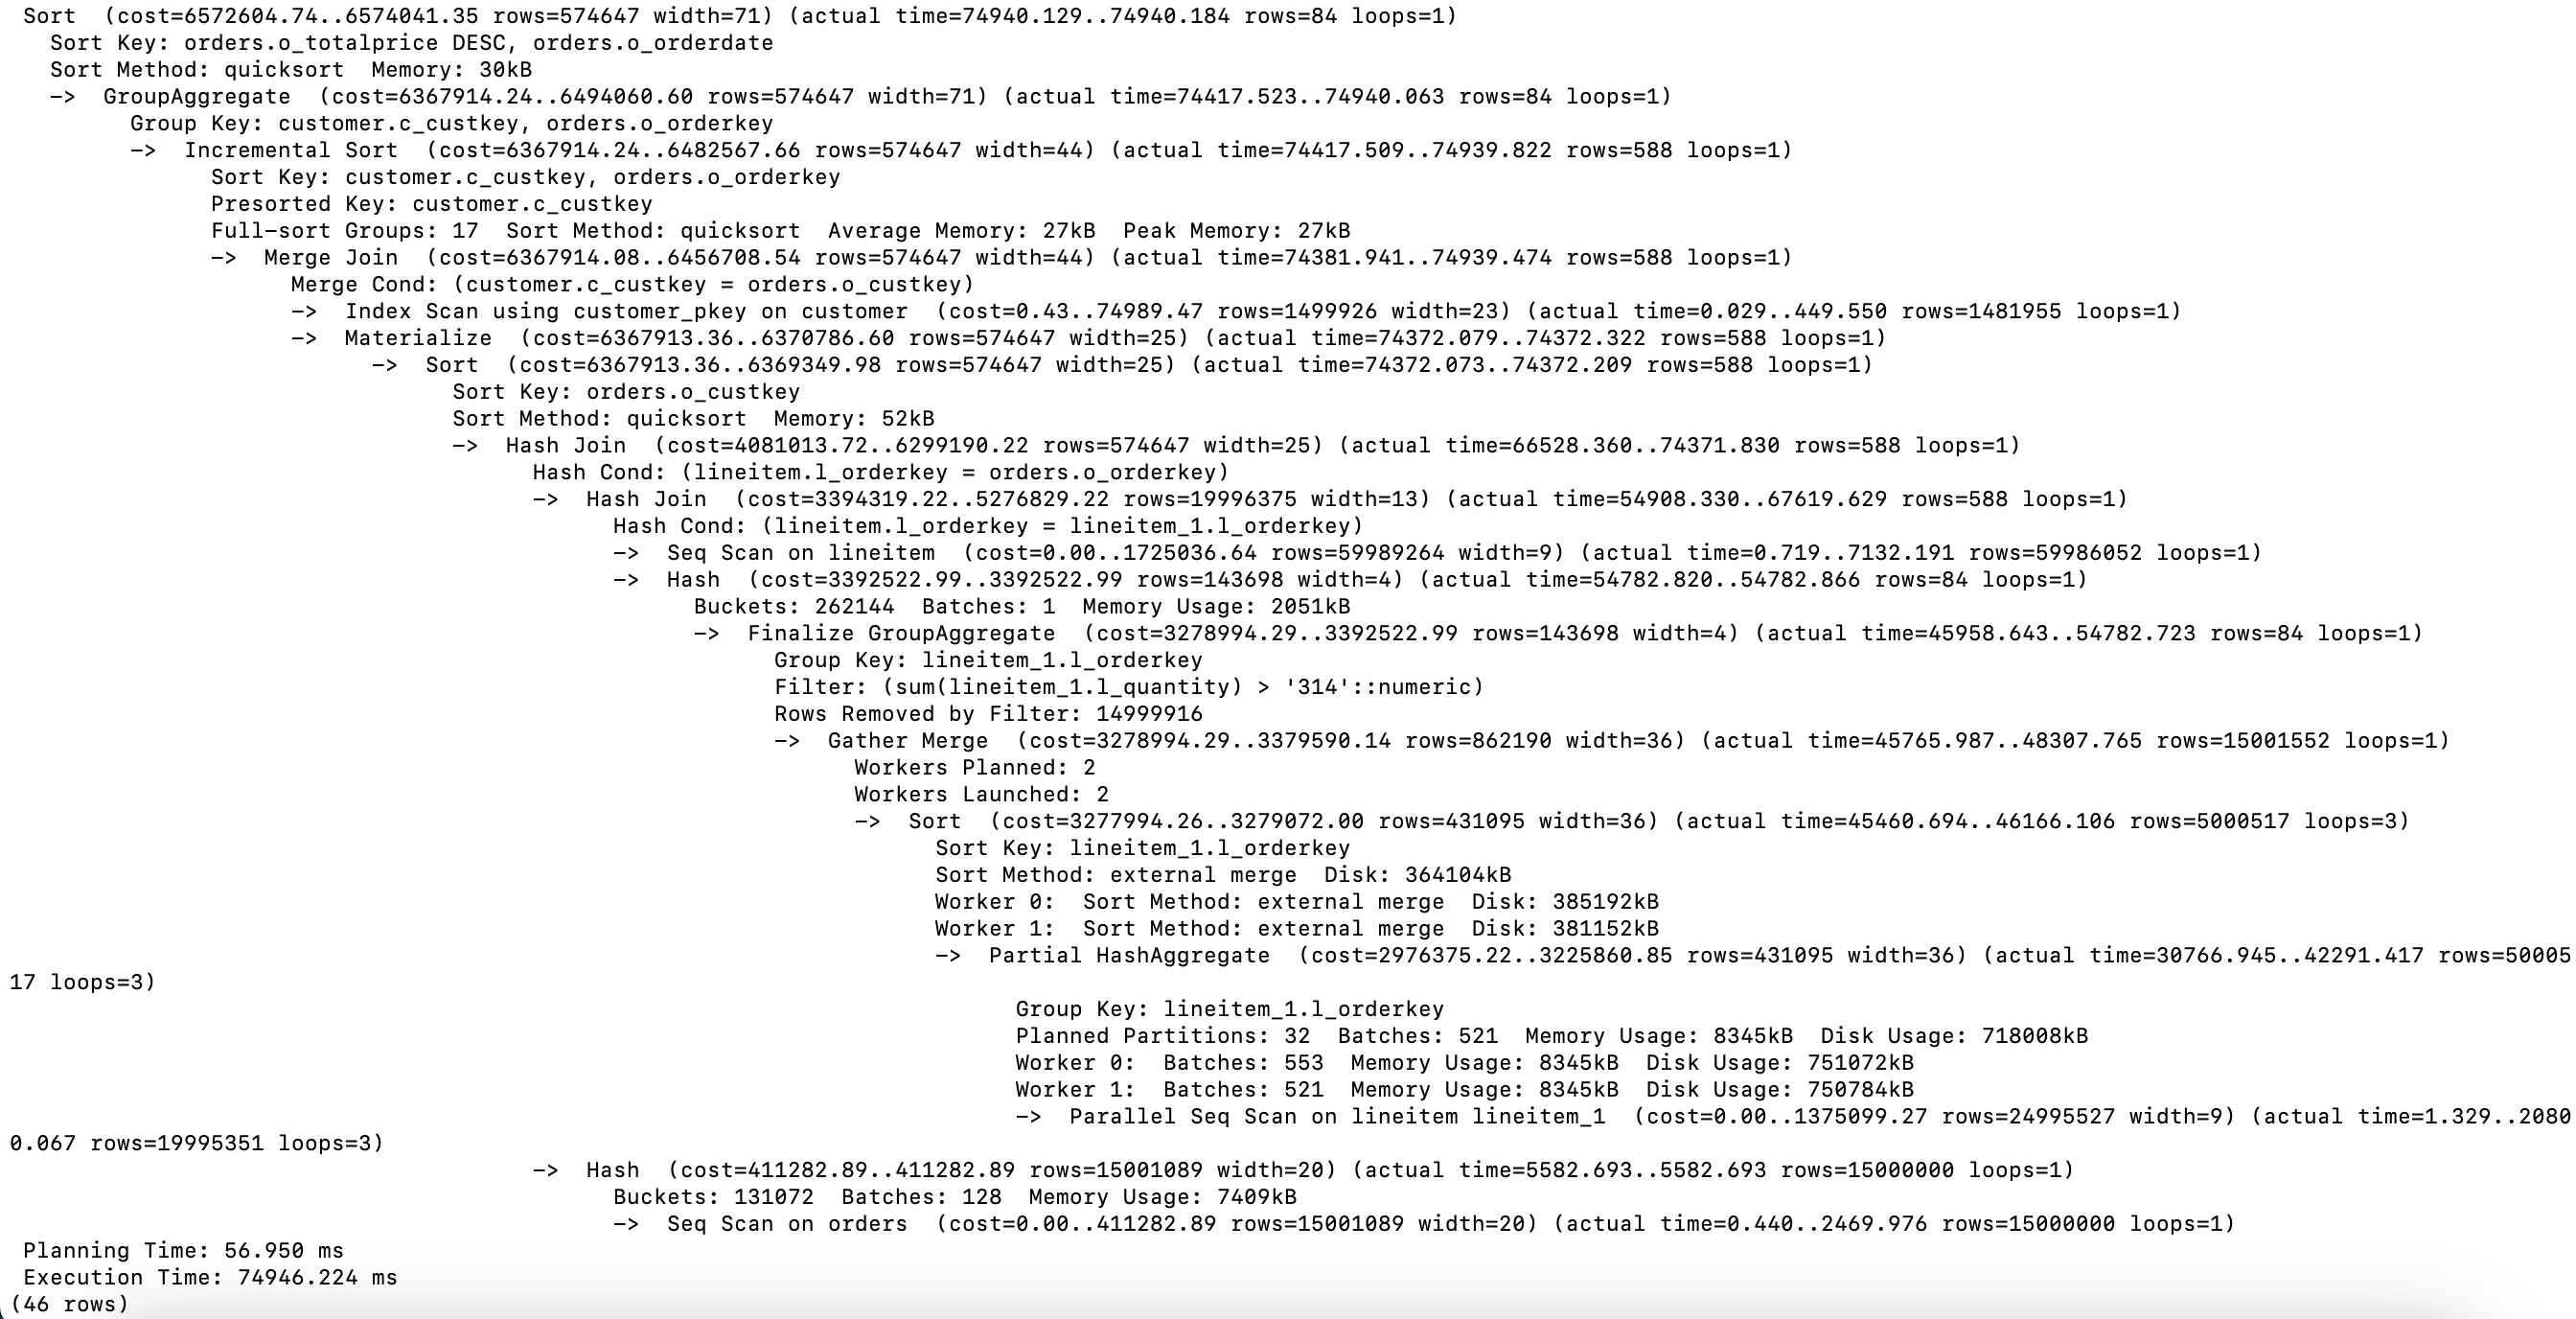 Sort  (cost=6572604.74..6574041.35 rows=574647 width=71) (actual time=74940.129..74940.184 rows=84 loops=1)
Sort Key: orders.o_totalprice DESC, orders.o_orderdate
Sort Method: quicksort  Memory: 30kB
->  GroupAggregate  (cost=6367914.24..6494060.60 rows=574647 width=71) (actual time=74417.523..74940.063 rows=84 loops=1)
Group Key: customer.c_custkey, orders.o_orderkey
->  Incremental Sort  (cost=6367914.24..6482567.66 rows=574647 width=44) (actual time=74417.509..74939.822 rows=588 loops=1)
Sort Key: customer.c_custkey, orders.o_orderkey
Presorted Key: customer.c_custkey
Full-sort Groups: 17  Sort Method: quicksort  Average Memory: 27kB  Peak Memory: 27kB
->  Merge Join  (cost=6367914.08..6456708.54 rows=574647 width=44) (actual time=74381.941..74939.474 rows=588 loops=1)
Merge Cond: (customer.c_custkey = orders.o_custkey)
->  Index Scan using customer_pkey on customer  (cost=0.43..74989.47 rows=1499926 width=23) (actual time=0.029..449.550 rows=1481955 loops=1)
->  Materialize  (cost=6367913.36..6370786.60 rows=574647 width=25) (actual time=74372.079..74372.322 rows=588 loops=1)
->  Sort  (cost=6367913.36..6369349.98 rows=574647 width=25) (actual time=74372.073..74372.209 rows=588 loops=1)
Sort Key: orders.o_custkey
Sort Method: quicksort  Memory: 52kB
->  Hash Join  (cost=4081013.72..6299190.22 rows=574647 width=25) (actual time=66528.360..74371.830 rows=588 loops=1)
Hash Cond: (lineitem.l_orderkey = orders.o_orderkey)
->  Hash Join  (cost=3394319.22..5276829.22 rows=19996375 width=13) (actual time=54908.330..67619.629 rows=588 loops=1)
Hash Cond: (lineitem.l_orderkey = lineitem_1.l_orderkey)
->  Seq Scan on lineitem  (cost=0.00..1725036.64 rows=59989264 width=9) (actual time=0.719..7132.191 rows=59986052 loops=1)
->  Hash  (cost=3392522.99..3392522.99 rows=143698 width=4) (actual time=54782.820..54782.866 rows=84 loops=1)
Buckets: 262144  Batches: 1  Memory Usage: 2051kB
->  Finalize GroupAggregate  (cost=3278994.29..3392522.99 rows=143698 width=4) (actual time=45958.643..54782.723 rows=84 loops=1)
Group Key: lineitem_1.l_orderkey
Filter: (sum(lineitem_1.l_quantity) > '314'::numeric)
Rows Removed by Filter: 14999916
->  Gather Merge  (cost=3278994.29..3379590.14 rows=862190 width=36) (actual time=45765.987..48307.765 rows=15001552 loops=1)
Workers Planned: 2
Workers Launched: 2
->  Sort  (cost=3277994.26..3279072.00 rows=431095 width=36) (actual time=45460.694..46166.106 rows=5000517 loops=3)
Sort Key: lineitem_1.l_orderkey
Sort Method: external merge  Disk: 364104kB
Worker 0:  Sort Method: external merge  Disk: 385192kB
Worker 1:  Sort Method: external merge  Disk: 381152kB
->  Partial HashAggregate  (cost=2976375.22..3225860.85 rows=431095 width=36) (actual time=30766.945..42291.417 rows=50005
17 loops=3)
Group Key: lineitem_1.l_orderkey
Planned Partitions: 32  Batches: 521  Memory Usage: 8345kB  Disk Usage: 718008kB
Worker 0:  Batches: 553  Memory Usage: 8345kB  Disk Usage: 751072kB
Worker 1:  Batches: 521  Memory Usage: 8345kB  Disk Usage: 750784kB
->  Parallel Seq Scan on lineitem lineitem_1  (cost=0.00..1375099.27 rows=24995527 width=9) (actual time=1.329..2080
0.067 rows=19995351 loops=3)
->  Hash  (cost=411282.89..411282.89 rows=15001089 width=20) (actual time=5582.693..5582.693 rows=15000000 loops=1)
Buckets: 131072  Batches: 128  Memory Usage: 7409kB
->  Seq Scan on orders  (cost=0.00..411282.89 rows=15001089 width=20) (actual time=0.440..2469.976 rows=15000000 loops=1)
Planning Time: 56.950 ms
Execution Time: 74946.224 ms
(46 rows)